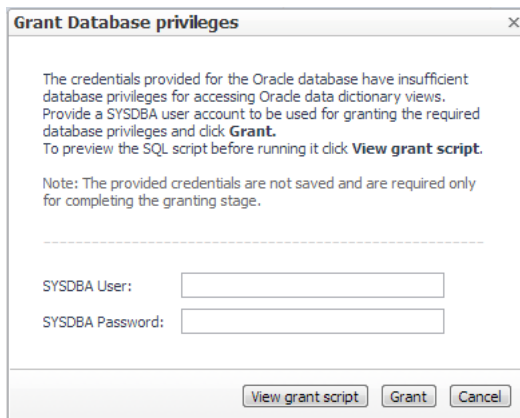 Grant Database privileges
The credentials provided for the Oracle database have insufficient
database privileges for accessing Oracle data dictionary views.
Provide a SYSDBA user account to be used for granting the required
database privileges and click Grant.
To preview the SQL script before running it click View grant script.
Note: The provided credentials are not saved and are required only
for completing the granting stage.
SYSDBA User:
SYSDBA Password:
View grant script Grant Cancel